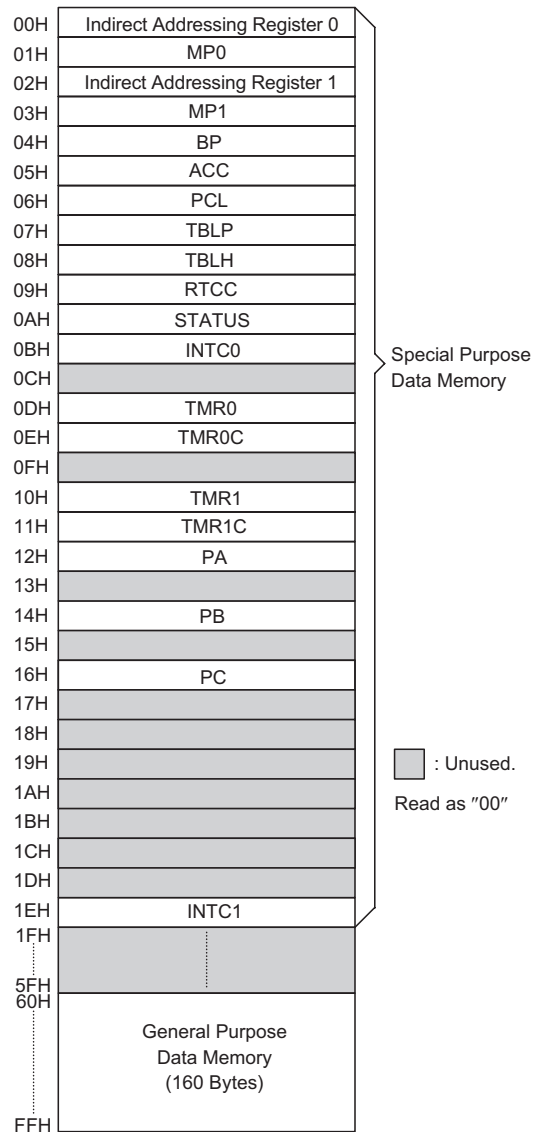 00H Indirect Addressing Register 0
01H MP0
02H Indirect Addressing Register 1
03H MP1
04H BP
05H ACC
06H PCL
07H TBLP
08H TBLH
09H RTCC
0AH STATUS
0BH INTC0
0CH
0DH TMR0
0EH TMR0C
0FH
10H TMR1
11H TMR1C
12H PA
13H
14H PB
15H
16H PC
17H
18H
19H
1AH
1BH
1CH
1DH
1EH INTC1
1FH
5FH
60H
General Purpose
Data Memory
(160 Bytes)
FFH
Special Purpose
Data Memory
: Unused.
Read as "00"